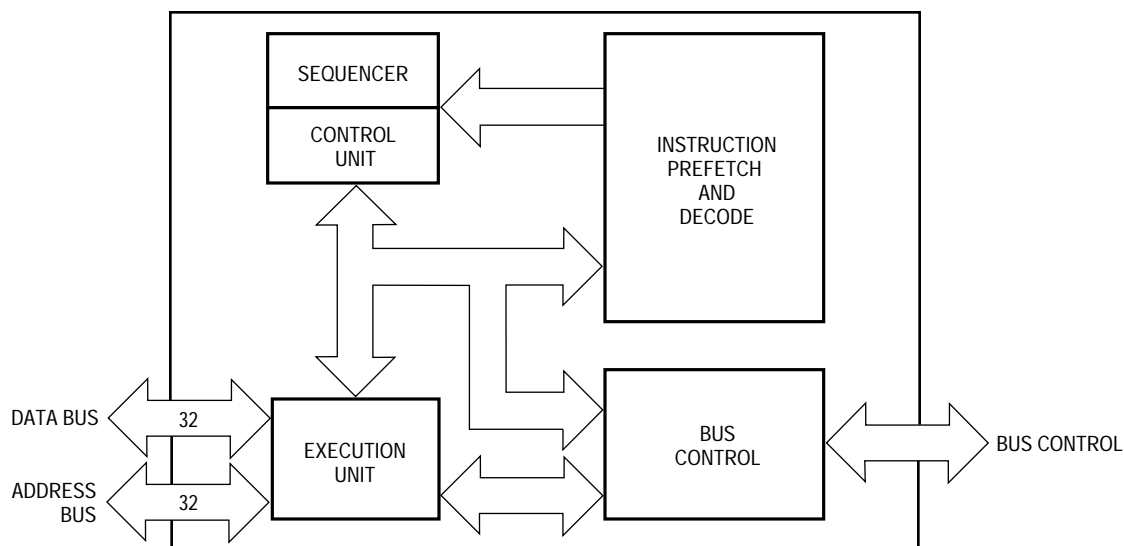 SEQUENCER
CONTROL
UNIT
INSTRUCTION
PREFETCH
AND
DECODE
DATA BUS
32
ADDRESS
BUS
32
EXECUTION
UNIT
BUS
CONTROL
BUS CONTROL